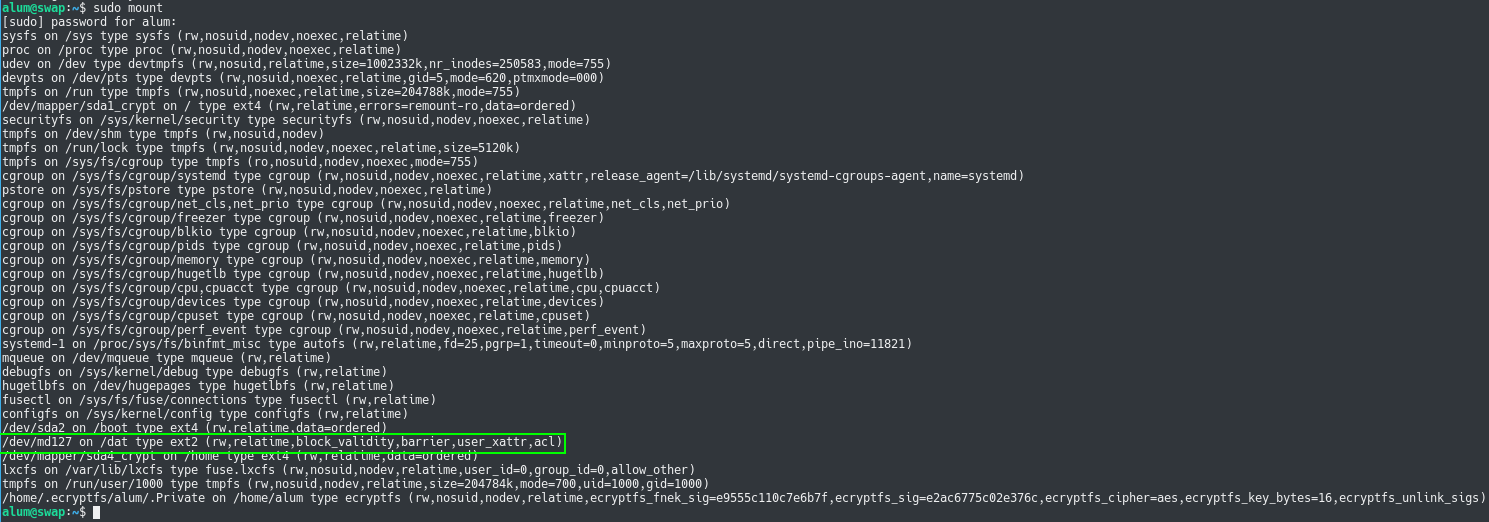 alum@swap:~$ sudo mount
[sudo] password for alum:
sysfs on /sys type sysfs (rw,nosuid,nodev,noexec,relatime)
proc on /proc type proc (rw,nosuid,nodev,noexec,relatime)
udev on /dev type devtmpfs (rw,nosuid,relatime,size=1002332k,nr_inodes=250583,mode=755)
devpts on /dev/pts type devpts (rw,nosuid,noexec,relatime,gid=5,mode=620,ptmxmode=000)
tmpfs on /run type tmpfs (rw,nosuid,noexec,relatime,size=204788k,mode=755)
/dev/mapper/sda1_crypt on / type ext4 (rw,relatime,errors=remount-ro,data=ordered)
securityfs on /sys/kernel/security type securityfs (rw,nosuid,nodev,noexec,relatime)
tmpfs on /dev/shm type tmpfs (rw,nosuid,nodev)
tmpfs on /run/lock type tmpfs (rw,nosuid,nodev,noexec,relatime,size=5120k)
tmpfs on /sys/fs/cgroup type tmpfs (ro,nosuid,nodev,noexec,mode=755)
cgroup on /sys/fs/cgroup/systemd type cgroup (rw,nosuid,nodev,noexec,relatime,xattr,release_agent=/lib/systemd/systemd-cgroups-agent,name=systemd)
pstore on /sys/fs/pstore type pstore (rw,nosuid,nodev,noexec,relatime)
cgroup on /sys/fs/cgroup/net_cls,net_prio type cgroup (rw,nosuid,nodev,noexec,relatime,net_cls,net_prio)
cgroup on /sys/fs/cgroup/freezer type cgroup (rw,nosuid,nodev,noexec,relatime,freezer)
cgroup on /sys/fs/cgroup/blkio type cgroup (rw,nosuid,nodev,noexec,relatime,blkio)
cgroup on /sys/fs/cgroup/pids type cgroup (rw,nosuid,nodev,noexec,relatime,pids)
cgroup on /sys/fs/cgroup/memory type cgroup (rw,nosuid,nodev,noexec,relatime,memory)
cgroup on /sys/fs/cgroup/hugetlb type cgroup (rw,nosuid,nodev,noexec,relatime,hugetlb)
cgroup on /sys/fs/cgroup/cpu,cpuacct type cgroup (rw,nosuid,nodev,noexec,relatime,cpu,cpuacct)
cgroup on /sys/fs/cgroup/devices type cgroup (rw,nosuid,nodev,noexec,relatime,devices)
cgroup on /sys/fs/cgroup/cpuset type cgroup (rw,nosuid,nodev,noexec,relatime,cpuset)
cgroup on /sys/fs/cgroup/perf_event type cgroup (rw,nosuid,nodev,noexec,relatime,perf_event)
systemd-1 on /proc/sys/fs/binfmt_misc type autofs (rw,relatime,fd=25,pgrp=1,timeout=0,minproto=5,maxproto=5,direct,pipe_ino=11821)
mqueue on /dev/mqueue type mqueue (rw,relatime)
debugfs on /sys/kernel/debug type debugfs (rw,relatime)
hugetlbfs on /dev/hugepages type hugetlbfs (rw,relatime)
fusectl on /sys/fs/fuse/connections type fusectl (rw,relatime)
configfs on /sys/kernel/config type configfs (rw,relatime)
/dev/sda2 on /boot type ext4 (rw,relatime,data=ordered)
/dev/md127 on /dat type ext2 (rw,relatime,block_validity,barrier,user_xattr,acl)
/dev/mapper/sda4_crypt on /home type ext4 (rw,relatime,data=ordered)
lxcfs on /var/lib/lxcfs type fuse.lxcfs (rw,nosuid,nodev,relatime,user_id=0,group_id=0,allow_other)
tmpfs on /run/user/1000 type tmpfs (rw,nosuid,nodev,relatime,size=204784k,mode=700,uid=1000,gid=1000)
/home/.ecryptfs/alum/.Private on /home/alum type ecryptfs (rw,nosuid,nodev,relatime,ecryptfs_fnek_sig=e9555c110c7e6b7f,ecryptfs_sig=e2ac6775c02e376c,ecryptfs_cipher=aes,ecryptfs_key_bytes=16,ecryptfs_unlink_sigs)
alum@swap:~$